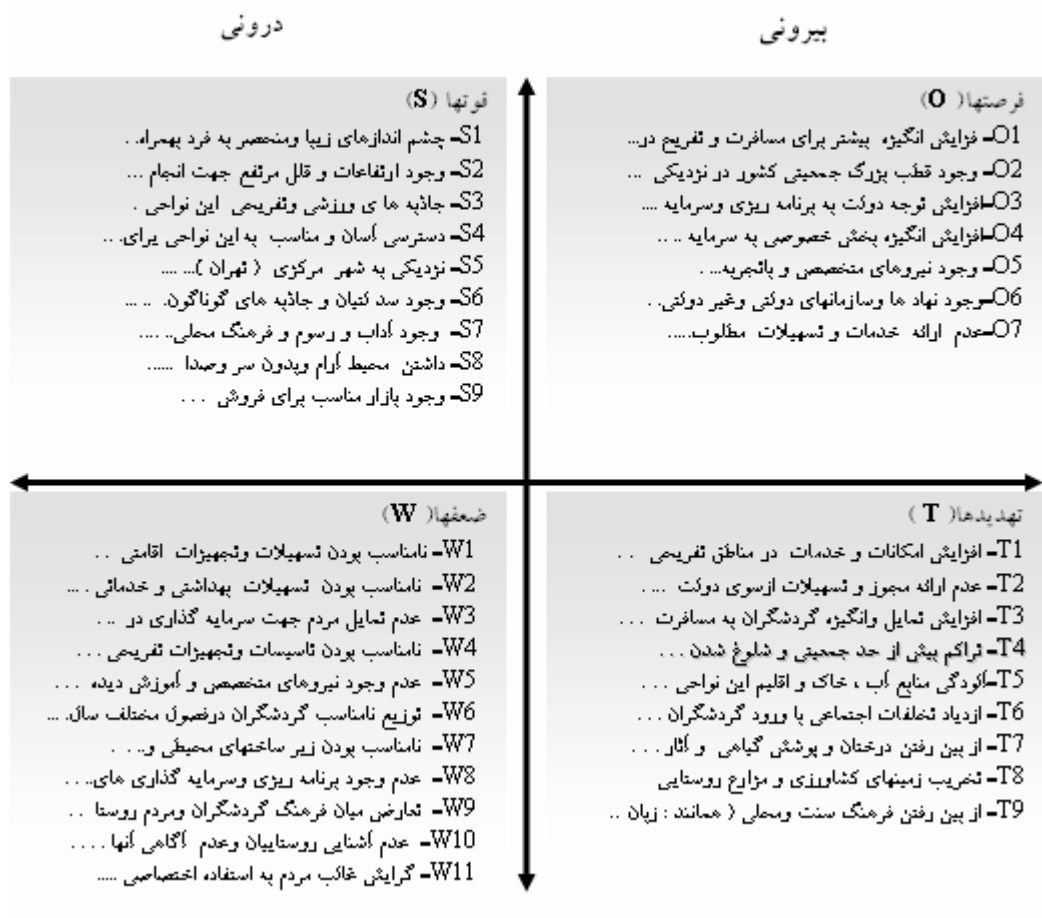 بیرونی
درونی
فرصتها( O)
O1- فزایش انگیزه بیشتر برای مسافرت و تفریح در...
O2- وجود قطب بزرگ جمعیتی کشور در نزدیکی ...
O3-افزایش توجه دولت به برنامه ریزی وسرمایه ....
O4-افزایش انگیزه بخش خصوصی به سرمایه .. ..
O5- وجود نیروهای متخصص و باتجربه... .
O6-وجود نهاد ها وسازمانهای دولتی وغیر دولتی. .
O7-عدم ارائه خدمات و تسهیلات مطلوب.....
قوتها (S)
S1- چشم اندازهای زیبا ومنحصر به فرد بهمراه. .
S2- وجود ارتفاعات و قلل مرتفع جهت انجام ...
S3- جاذبه ها ی ورزشی وتفریحی این نواحی .
S4- دسترسی آسان و مناسب به این نواحی برای. ..
S5- نزدیکی به شهر مرکزی ( تهران )... ....
S6- وجود سد لتیان و جاذبه های گوناگون. .. ...
S7- وجود آداب و رسوم و فرهنگ محلی.. ....
S8- داشتن محیط آرام وبدون سر وصدا ......
S9- وجود بازار مناسب برای فروش . . .
تهدیدها( T )
T1- افزایش امکانات و خدمات در مناطق تفریحی . .
T2- عدم ارائه مجوز و تسهیلات ازسوی دولت .... .
T3- افزایش تمایل وانگیزه گردشگران به مسافرت . . .
T4- تراکم بیش از حد جمعیتی و شلوغ شدن . . .
T5-آلودگی منابع آب ، خاک و اقلیم این نواحی . . .
T6- ازدیاد تخلفات اجتماعی با ورود گردشگران . . .
T7- از بین رفتن درختان و پوشش گیاهی و آثار. . .
T8- تخریب زمینهای کشاورزی و مزارع روستایی
T9- از بین رفتن فرهنگ سنت ومحلی ( همانند : زبان ..
ضعفها( W)
W1- نامناسب بودن تسهیلات وتجهیزات اقامتی . .
W2- نامناسب بودن تسهیلات بهداشتی و خدماتی . ...
W3- عدم تمایل مردم جهت سرمایه گذاری در ...
W4- نامناسب بودن تاسیسات وتجهیزات تفریحی . . .
W5- عدم وجود نیروهای متخصص و آموزش دیده . . .
W6- توزیع نامناسب گردشگران درفصول مختلف سال. ...
W7- نامناسب بودن زیر ساختهای محیطی و. . . .
W8- عدم وجود برنامه ریزی وسرمایه گذاری های.. . .
W9- تعارض میان فرهنگ گردشگران ومردم روستا . .
W10- عدم آشنایی روستاییان وعدم آگاهی آنها . . . .
W11- گرایش غالب مردم به استفاده اختصاصی .....